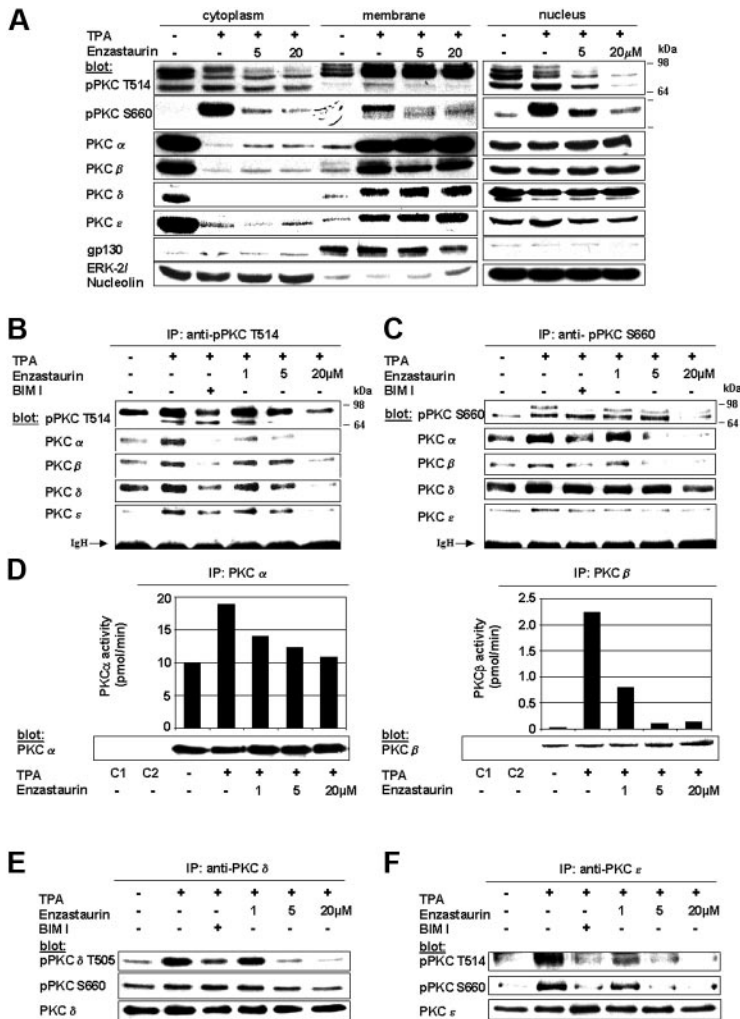 A
cytoplasm membrane nucleus
TPA - + + + - + + + - + + +
Enzastaurin - - 5 20 - - 5 20 - - 5 20μM kDa
blot:
pPKC T514 98
64
pPKC S660
PKC α
PKC β
PKC δ
PKC ε
gp130
ERK-2/
Nucleolin
B
IP: anti-pPKC T514
TPA - + + + + +
Enzastaurin - - - 1 5 20μM
BIM I - - + - - - kDa
blot: pPKC T514 98
64
PKC α
PKC β
PKC δ
PKC ε
IgH
C
IP: anti- pPKC S660
TPA - + + + + +
Enzastaurin - - - 1 5 20μM
BIM I - - + - - - kDa
blot: pPKC S660 98
64
PKC α
PKC β
PKC δ
PKC ε
IgH
D
IP: PKC α
PKCα activity
(pmol/min)
20
15
10
5
0
blot:
PKC α
TPA C1 C2 - + + + +
Enzastaurin - - - - 1 5 20μM
IP: PKC β
PKCβ activity
(pmol/min)
2.5
2.0
1.5
1.0
0.5
0
blot:
PKC β
TPA C1 C2 - + + + +
Enzastaurin - - - - 1 5 20μM
E
IP: anti-PKC δ
TPA - + + + + +
Enzastaurin - - - 1 5 20μM
BIM I - - + - - -
blot:
pPKC δ T505
pPKC S660
PKC δ
F
IP: anti-PKC ε
TPA - + + + + +
Enzastaurin - - - 1 5 20μM
BIM I - - + - - -
blot:
pPKC T514
pPKC S660
PKC ε